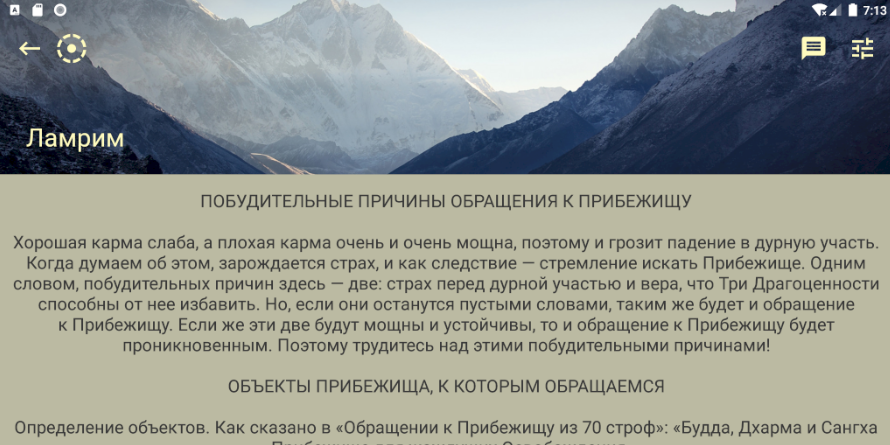 7:13
Ламрим
ПОБУДИТЕЛЬНЫЕ ПРИЧИНЫ ОБРАЩЕНИЯ К ПРИБЕЖИЩУ
Хорошая карма слаба, а плохая карма очень и очень мощна, поэтому и грозит падение в дурную участь.
Когда думаем об этом, зарождается страх, и как следствие — стремление искать Прибежище. Одним
словом, побудительных причин здесь — две: страх перед дурной участью и вера, что Три Драгоценности
способны от нее избавить. Но, если они останутся пустыми словами, таким же будет и обращение
к Прибежищу. Если же эти две будут мощны и устойчивы, то и обращение к Прибежищу будет
проникновенным. Поэтому трудитесь над этими побудительными причинами!
ОБЪЕКТЫ ПРИБЕЖИЩА, К КОТОРЫМ ОБРАЩАЕМСЯ
Определение объектов. Как сказано в «Обращении к Прибежищу из 70 строф»: «Будда, Дхарма и Сангха